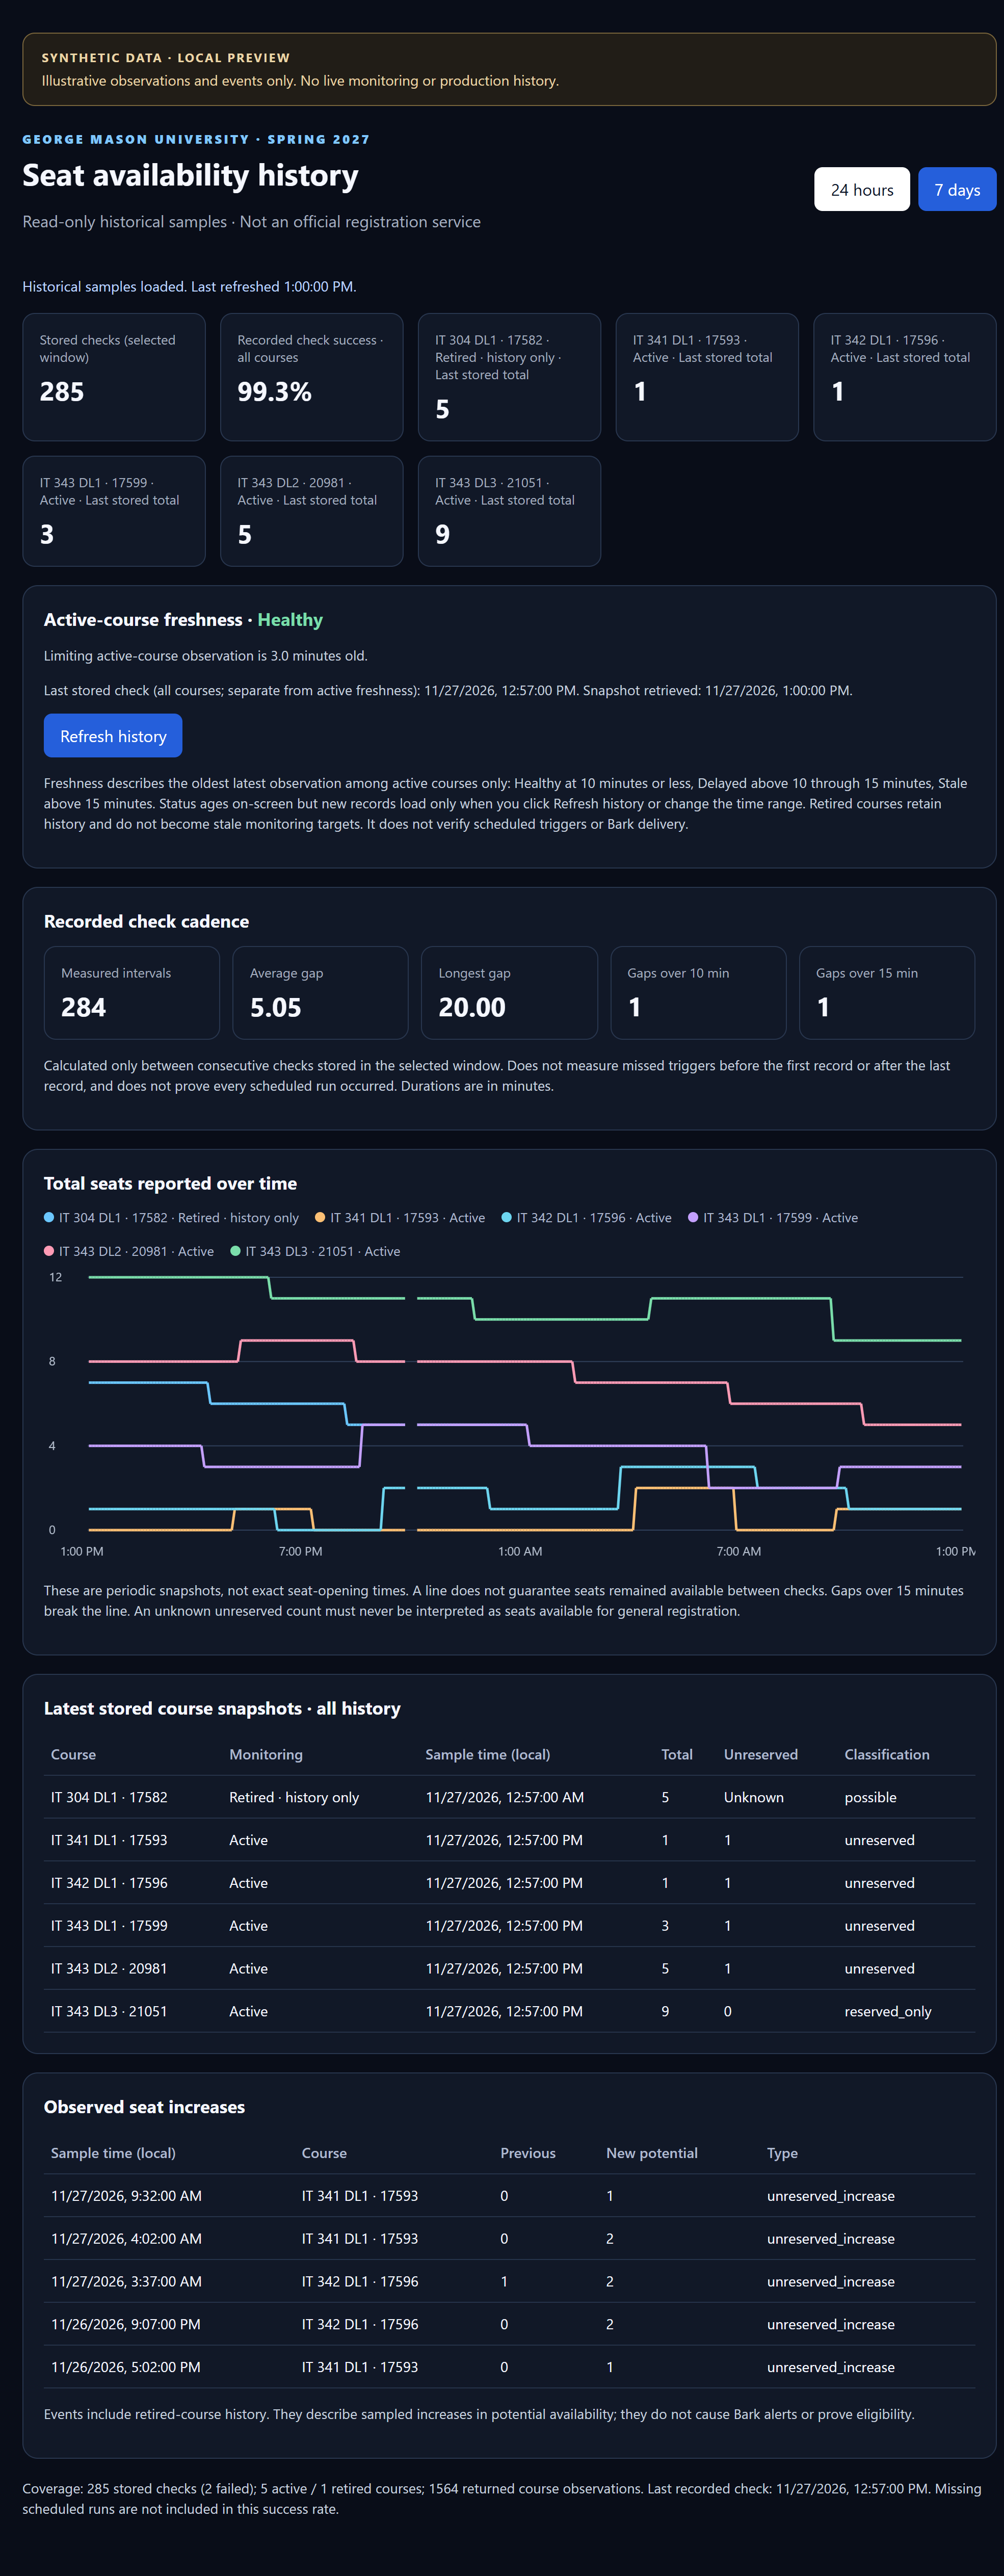 SYNTHETIC DATA · LOCAL PREVIEW
Illustrative observations and events only. No live monitoring or production history.
GEORGE MASON UNIVERSITY · SPRING 2027
Seat availability history
24 hours
7 days
Read-only historical samples · Not an official registration service
Historical samples loaded. Last refreshed 1:00:00 PM.
Stored checks (selected
window)
285
Recorded check success ·
all courses
99.3%
IT 304 DL1 · 17582 ·
Retired · history only ·
Last stored total
5
IT 341 DL1 · 17593 ·
Active · Last stored total
1
IT 342 DL1 · 17596 ·
Active · Last stored total
1
IT 343 DL1 · 17599 ·
Active · Last stored total
3
IT 343 DL2 · 20981 ·
Active · Last stored total
5
IT 343 DL3 · 21051 ·
Active · Last stored total
9
Active-course freshness · Healthy
Limiting active-course observation is 3.0 minutes old.
Last stored check (all courses; separate from active freshness): 11/27/2026, 12:57:00 PM. Snapshot retrieved: 11/27/2026, 1:00:00 PM.
Refresh history
Freshness describes the oldest latest observation among active courses only: Healthy at 10 minutes or less, Delayed above 10 through 15 minutes, Stale
above 15 minutes. Status ages on-screen but new records load only when you click Refresh history or change the time range. Retired courses retain
history and do not become stale monitoring targets. It does not verify scheduled triggers or Bark delivery.
Recorded check cadence
Measured intervals
284
Average gap
5.05
Longest gap
20.00
Gaps over 10 min
1
Gaps over 15 min
1
Calculated only between consecutive checks stored in the selected window. Does not measure missed triggers before the first record or after the last
record, and does not prove every scheduled run occurred. Durations are in minutes.
Total seats reported over time
IT 304 DL1 · 17582 · Retired · history only
IT 341 DL1 · 17593 · Active
IT 342 DL1 · 17596 · Active
IT 343 DL1 · 17599 · Active
IT 343 DL2 · 20981 · Active
IT 343 DL3 · 21051 · Active
12
8
4
0
1:00 PM 7:00 PM 1:00 AM 7:00 AM 1:00 PM
These are periodic snapshots, not exact seat-opening times. A line does not guarantee seats remained available between checks. Gaps over 15 minutes
break the line. An unknown unreserved count must never be interpreted as seats available for general registration.
Latest stored course snapshots · all history
Course Monitoring Sample time (local) Total Unreserved Classification
IT 304 DL1 · 17582 Retired · history only 11/27/2026, 12:57:00 AM 5 Unknown possible
IT 341 DL1 · 17593 Active 11/27/2026, 12:57:00 PM 1 1 unreserved
IT 342 DL1 · 17596 Active 11/27/2026, 12:57:00 PM 1 1 unreserved
IT 343 DL1 · 17599 Active 11/27/2026, 12:57:00 PM 3 1 unreserved
IT 343 DL2 · 20981 Active 11/27/2026, 12:57:00 PM 5 1 unreserved
IT 343 DL3 · 21051 Active 11/27/2026, 12:57:00 PM 9 0 reserved_only
Observed seat increases
Sample time (local) Course Previous New potential Type
11/27/2026, 9:32:00 AM IT 341 DL1 · 17593 0 1 unreserved_increase
11/27/2026, 4:02:00 AM IT 341 DL1 · 17593 0 2 unreserved_increase
11/27/2026, 3:37:00 AM IT 342 DL1 · 17596 1 2 unreserved_increase
11/26/2026, 9:07:00 PM IT 342 DL1 · 17596 0 2 unreserved_increase
11/26/2026, 5:02:00 PM IT 341 DL1 · 17593 0 1 unreserved_increase
Events include retired-course history. They describe sampled increases in potential availability; they do not cause Bark alerts or prove eligibility.
Coverage: 285 stored checks (2 failed); 5 active / 1 retired courses; 1564 returned course observations. Last recorded check: 11/27/2026, 12:57:00 PM. Missing
scheduled runs are not included in this success rate.